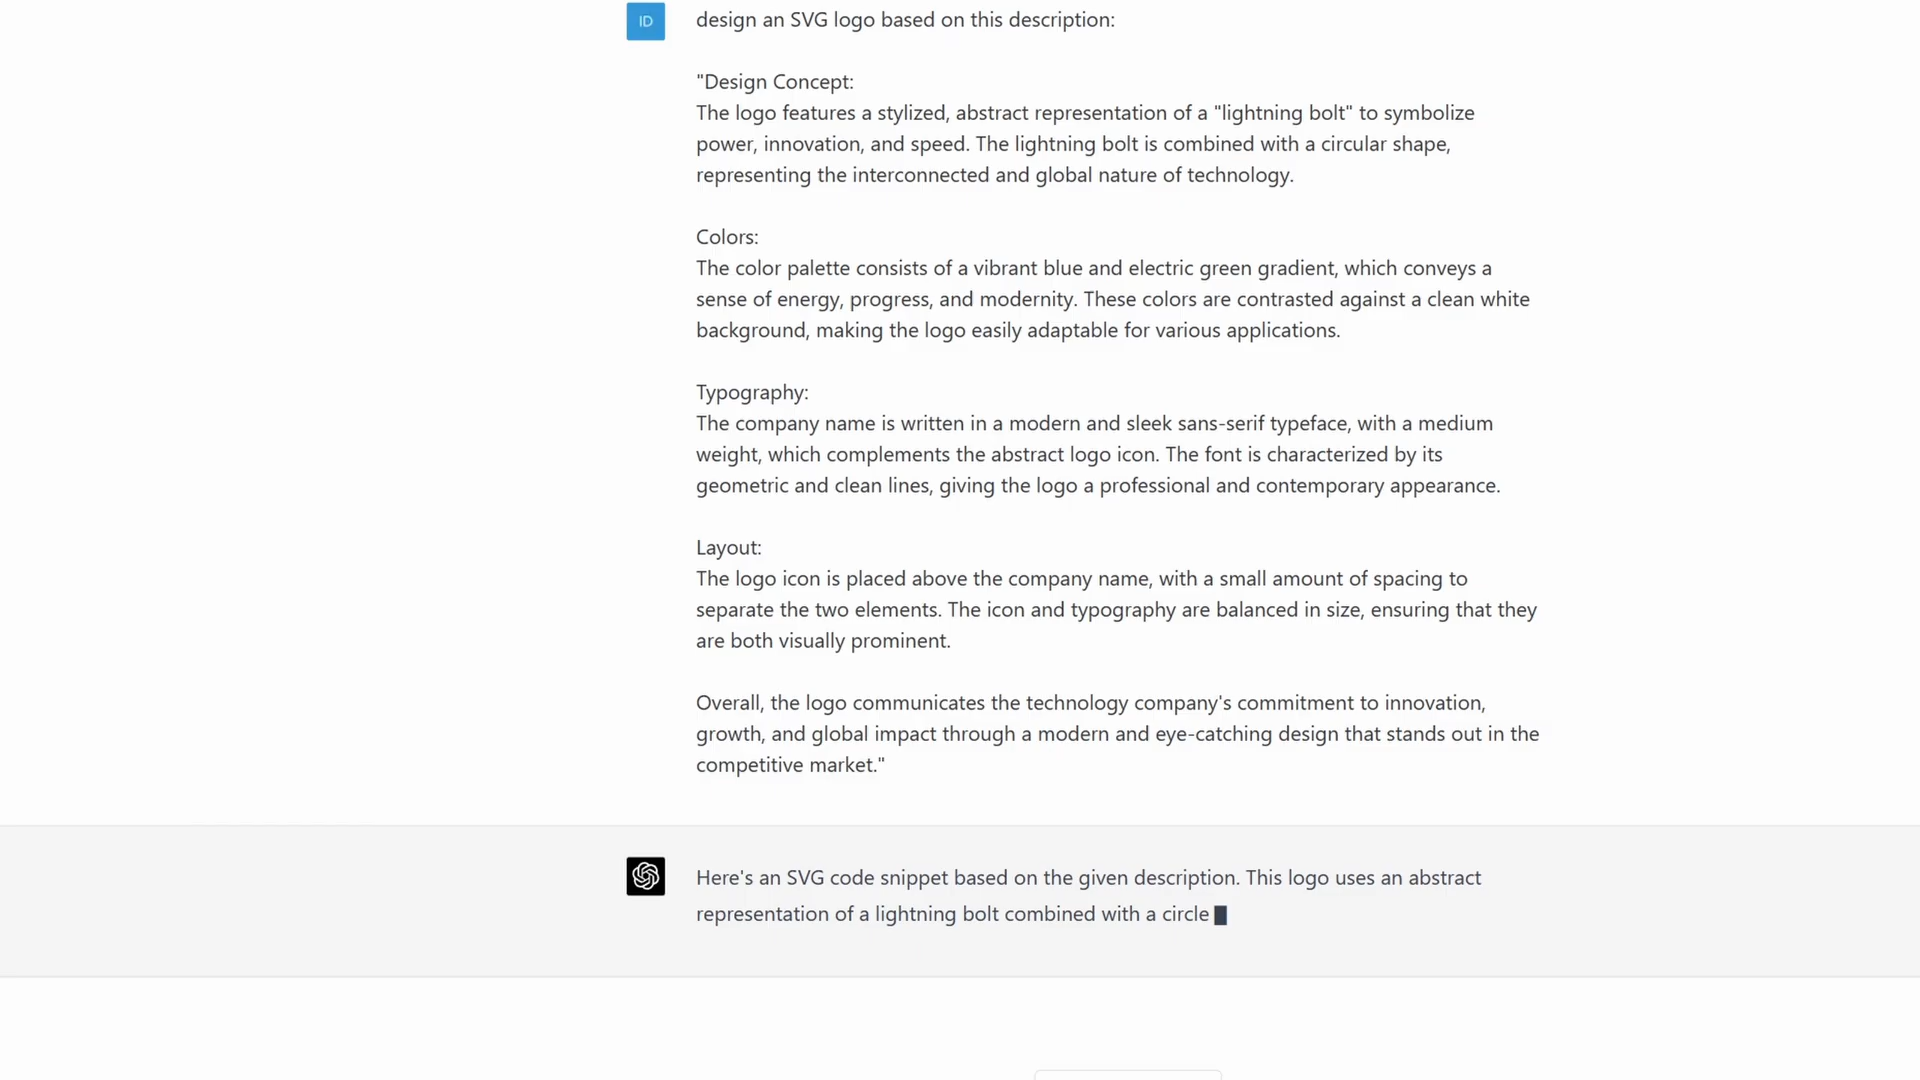 ID
design an SVG logo based on this description:
"Design Concept:
The logo features a stylized, abstract representation of a "lightning bolt" to symbolize
power, innovation, and speed. The lightning bolt is combined with a circular shape,
representing the interconnected and global nature of technology.
Colors:
The color palette consists of a vibrant blue and electric green gradient, which conveys a
sense of energy, progress, and modernity. These colors are contrasted against a clean white
background, making the logo easily adaptable for various applications.
Typography:
The company name is written in a modern and sleek sans-serif typeface, with a medium
weight, which complements the abstract logo icon. The font is characterized by its
geometric and clean lines, giving the logo a professional and contemporary appearance.
Layout:
The logo icon is placed above the company name, with a small amount of spacing to
separate the two elements. The icon and typography are balanced in size, ensuring that they
are both visually prominent.
Overall, the logo communicates the technology company's commitment to innovation,
growth, and global impact through a modern and eye-catching design that stands out in the
competitive market."
Here's an SVG code snippet based on the given description. This logo uses an abstract
representation of a lightning bolt combined with a circle